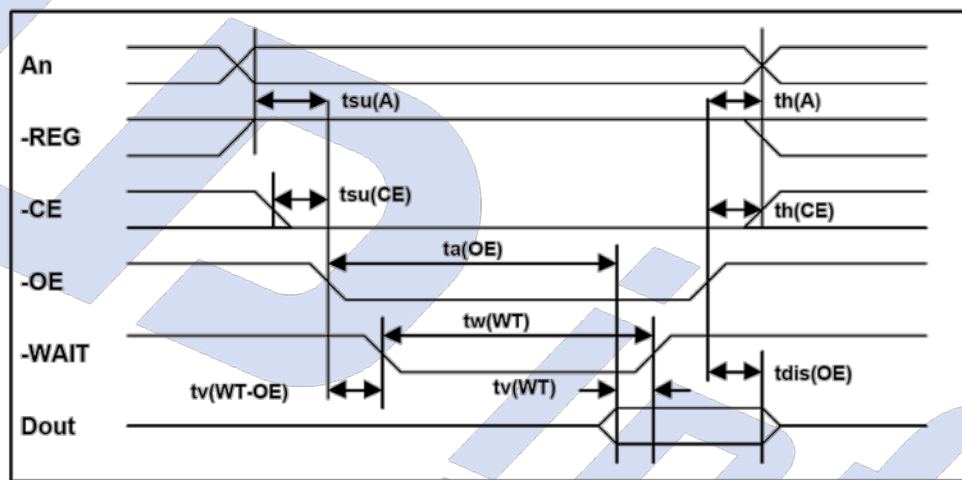 An
tsu(A)
th(A)
-REG
-CE
tsu(CE)
th(CE)
ta(OE)
-OE
tw(WT)
-WAIT
tv(WT-OE)
tv(WT)
tdis(OE)
Dout